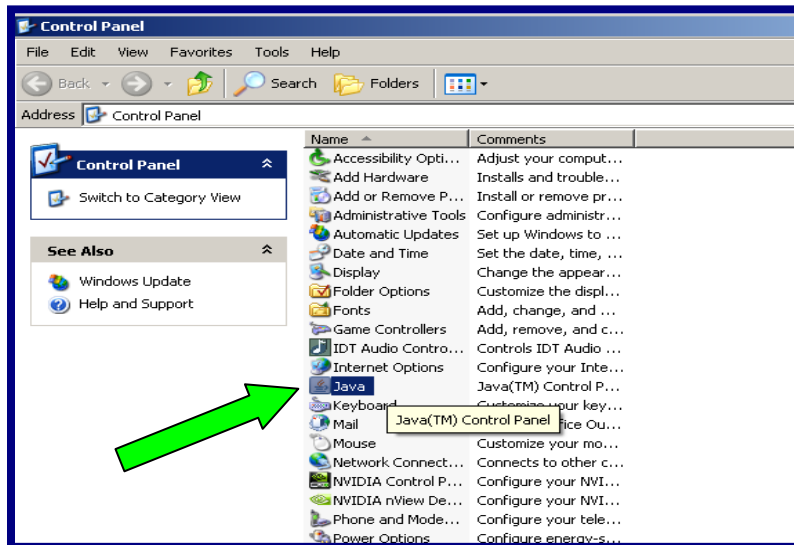 Control Panel
File Edit View Favorites Tools Help
Back Search Folders
Address Control Panel
Control Panel
Switch to Category View
See Also
Windows Update
Help and Support
Name Comments
Accessibility Opti... Adjust your comput...
Add Hardware Installs and trouble...
Add or Remove P... Install or remove pr...
Administrative Tools Configure administr...
Automatic Updates Set up Windows to ...
Date and Time Set the date, time, ...
Display Change the appear...
Folder Options Customize the displ...
Fonts Add, change, and ...
Game Controllers Add, remove, and c...
IDT Audio Contro... Controls IDT Audio ...
Internet Options Configure your Inte...
Java Java(TM) Control P...
Keyboard Customize your key...
Java(TM) Control Panel
Mail fice Ou...
Mouse Customize your mo...
Network Connect... Connects to other c...
NVIDIA Control P... Configure your NVI...
NVIDIA nView De... Configure your NVI...
Phone and Mode... Configure your tele...
Power Options Configure energy-s...